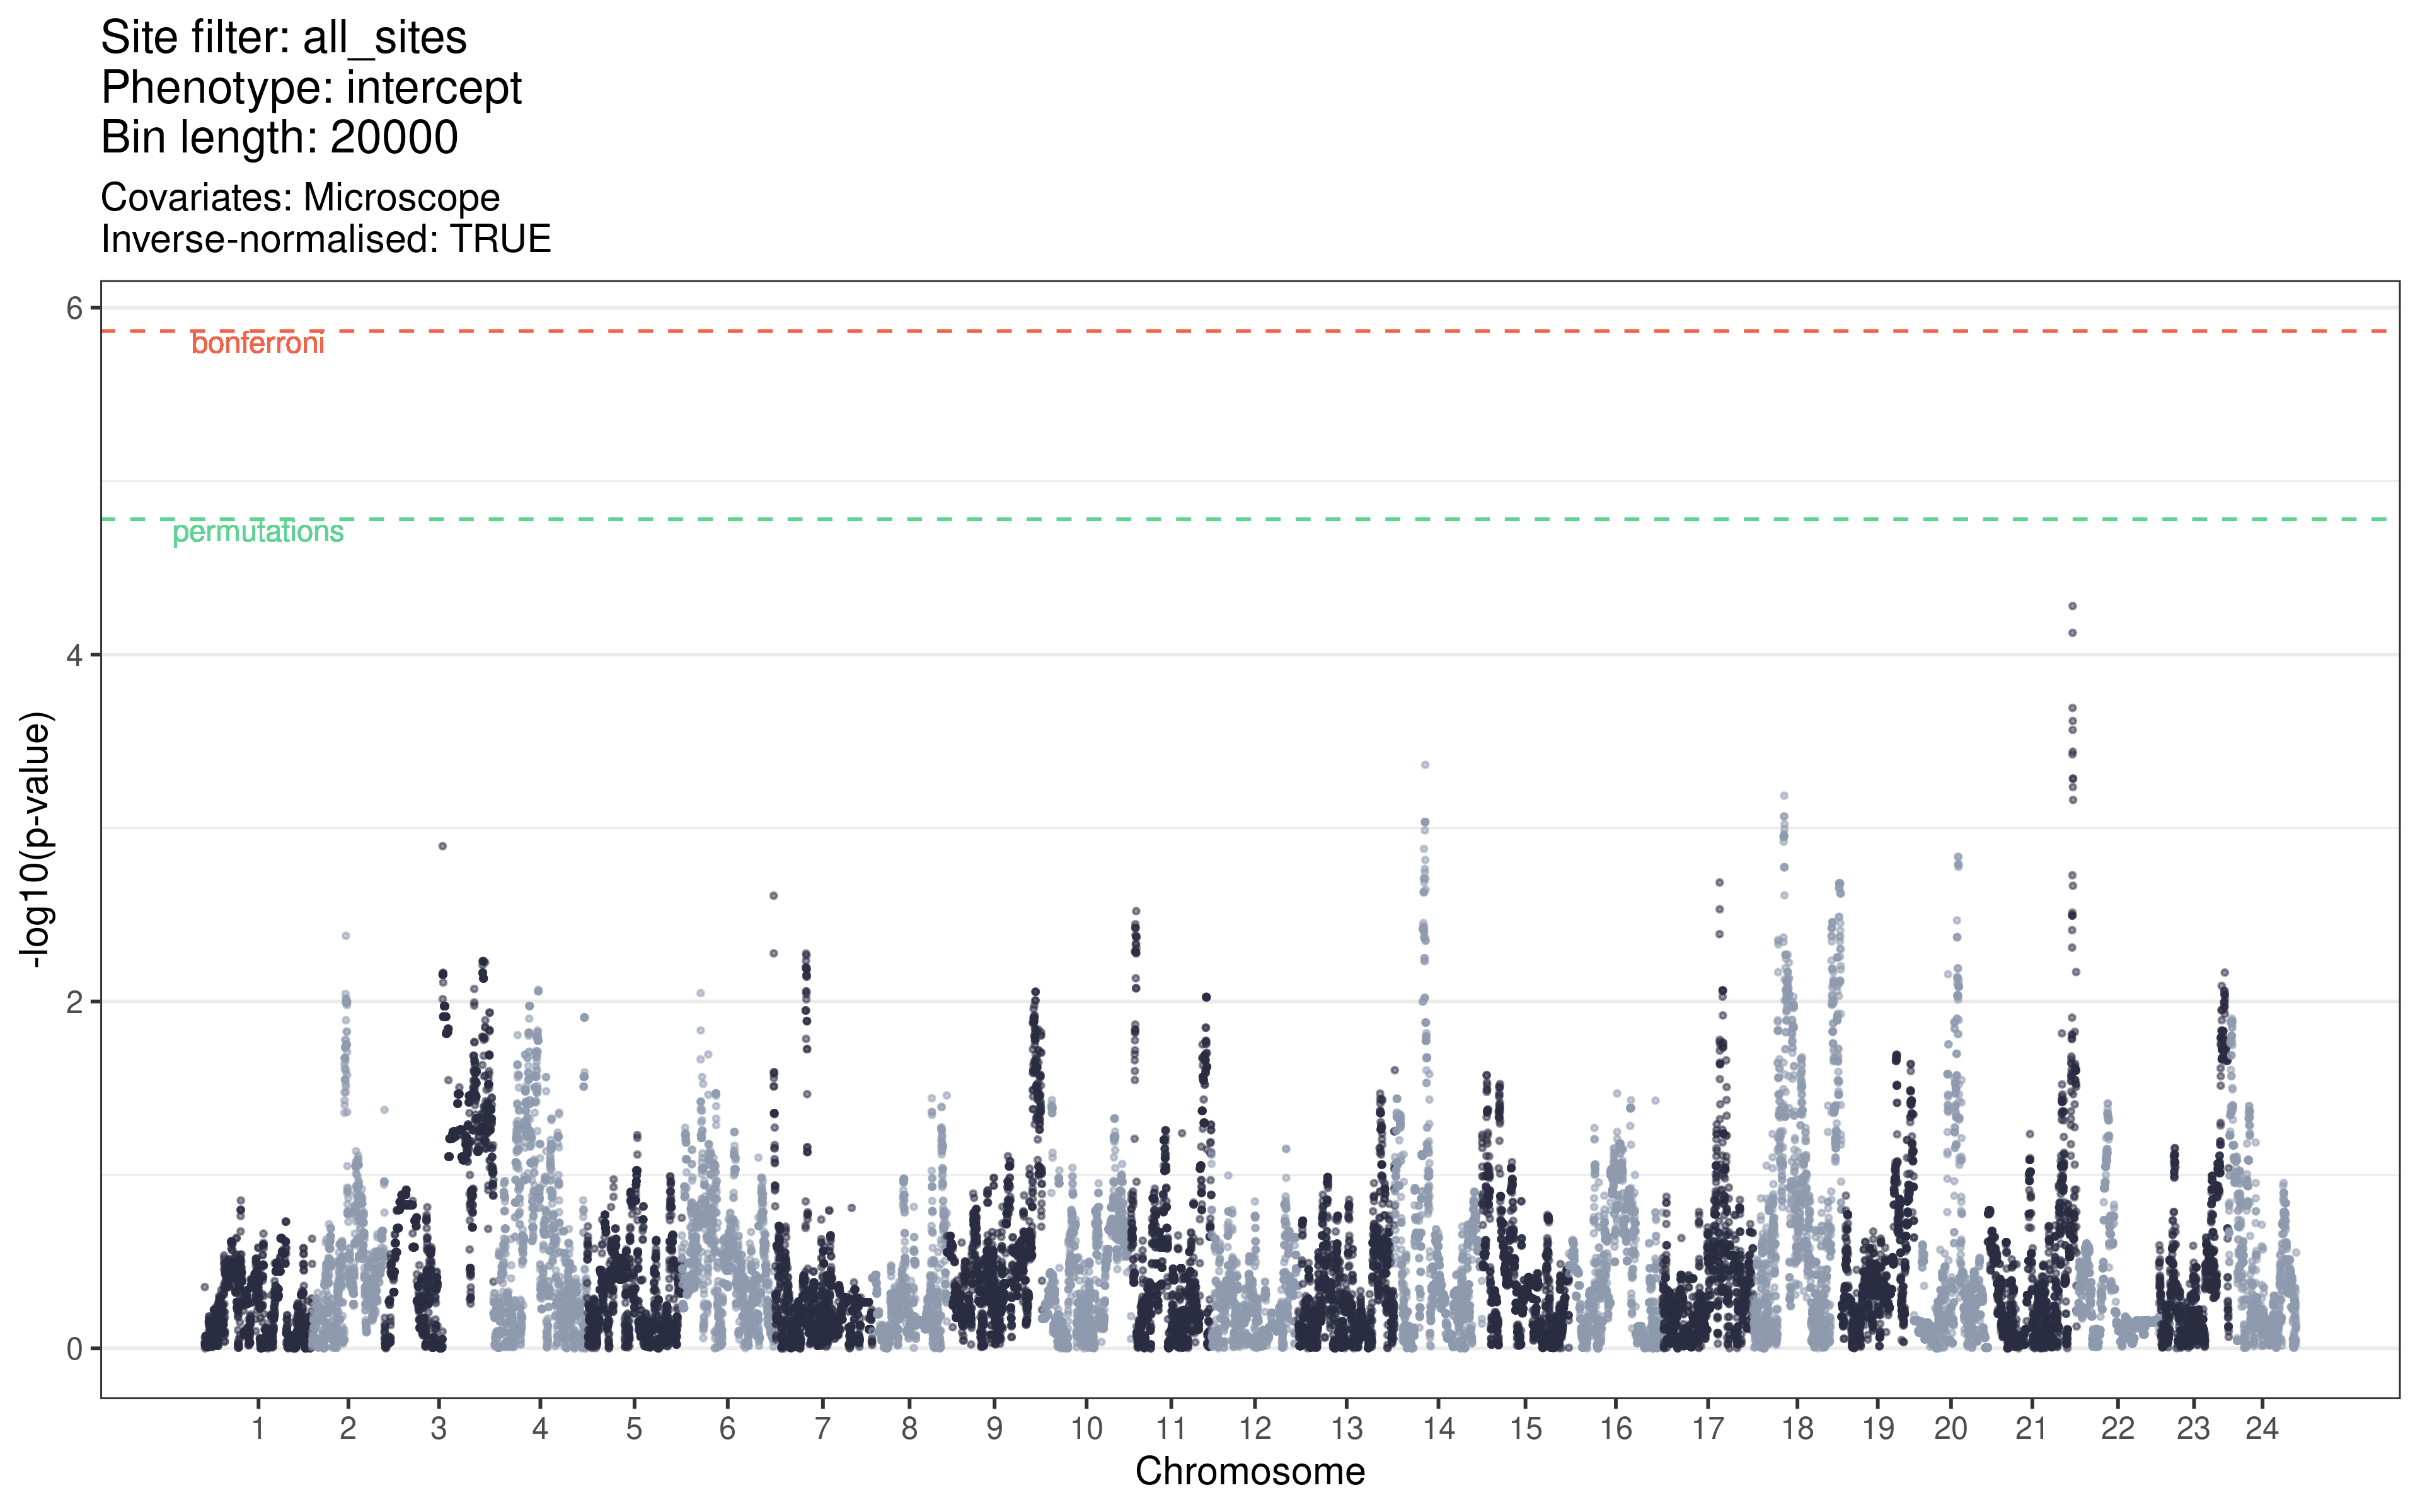 Site filter: all_sites
Phenotype: intercept
Bin length: 20000
Covariates: Microscope
Inverse-normalised: TRUE
6
bonferroni
permutations
4
-log10(p-value)
2
0
1 2 3 4 5 6 7 8 9 10 11 12 13 14 15 16 17 18 19 20 21 22 23 24
Chromosome